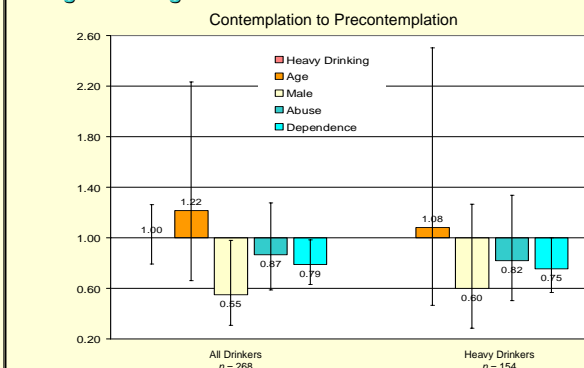 Contemplation to Precontemplation
2.60
2.20
1.80
1.40
1.00
0.60
0.20
Heavy Drinking
Age
Male
Abuse
Dependence
1.00
1.22
0.55
0.87
0.79
1.08
0.60
0.82
0.75
All Drinkers
n = 268
Heavy Drinkers
n = 154